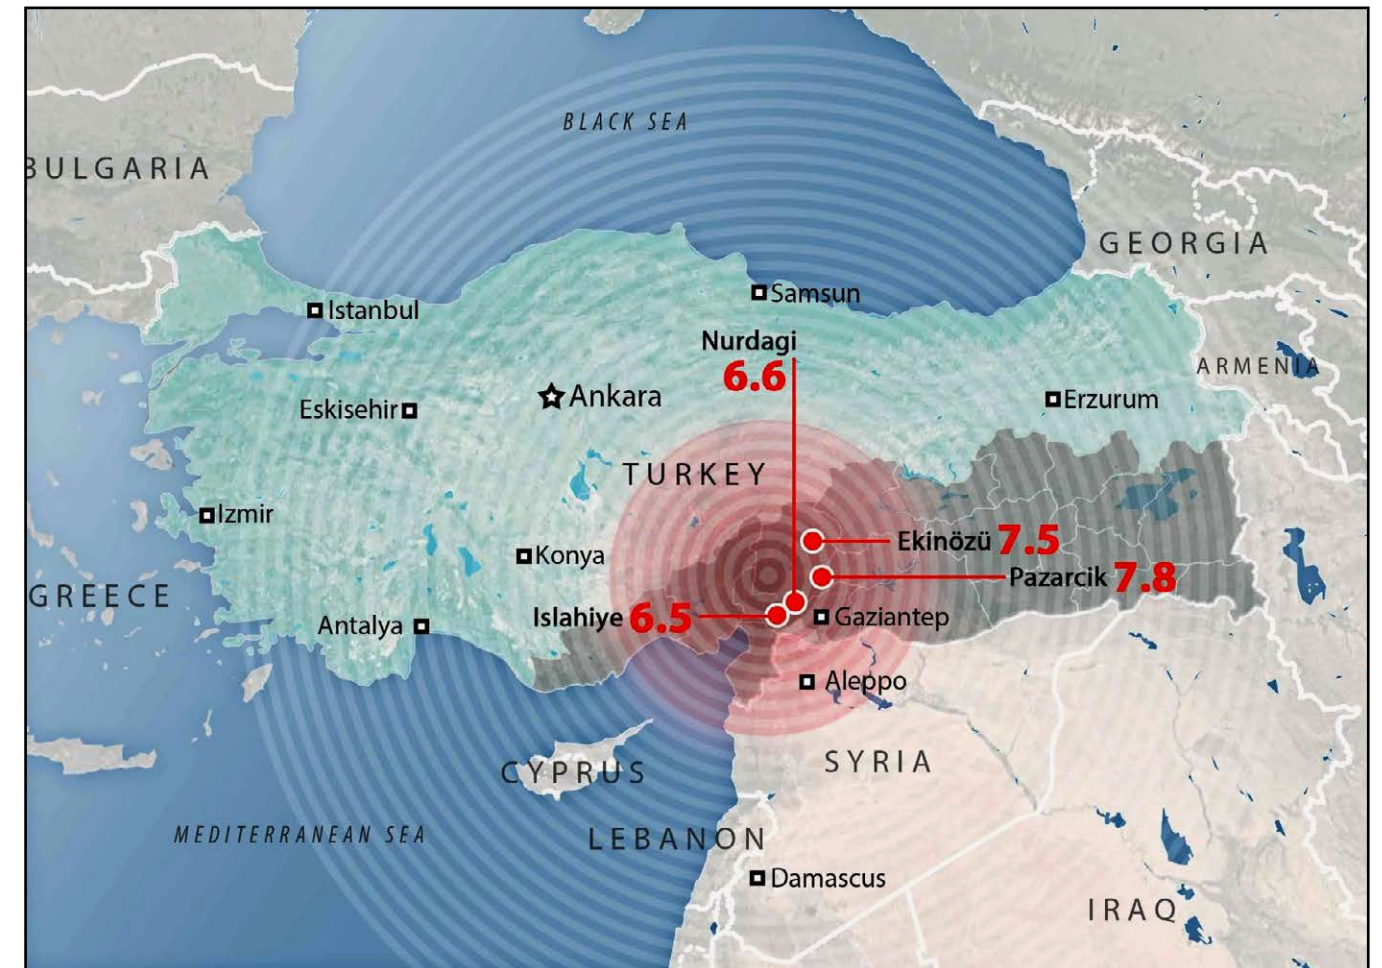 BLACK SEA
BULGARIA
GEORGIA
Samsun
Istanbul
Nurdagi
6.6
ARMENIA
Ankara
Erzurum
Eskisehir
TURKEY
Izmir
Ekinözü 7.5
Konya
Pazarcik 7.8
GREECE
Islahiye 6.5
Gaziantep
Antalya
Aleppo
SYRIA
CYPRUS
MEDITERRANEAN SEA
LEBANON
Damascus
IRAQ